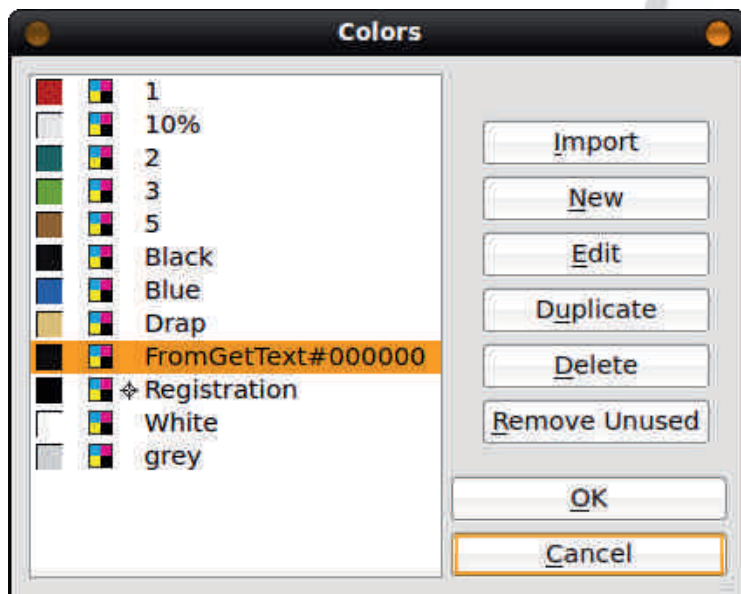 Colors
1
10%
2
3
5
Black
Blue
Drap
FromGetText#000000
Registration
White
grey
Import
New
Edit
Duplicate
Delete
Remove Unused
OK
Cancel